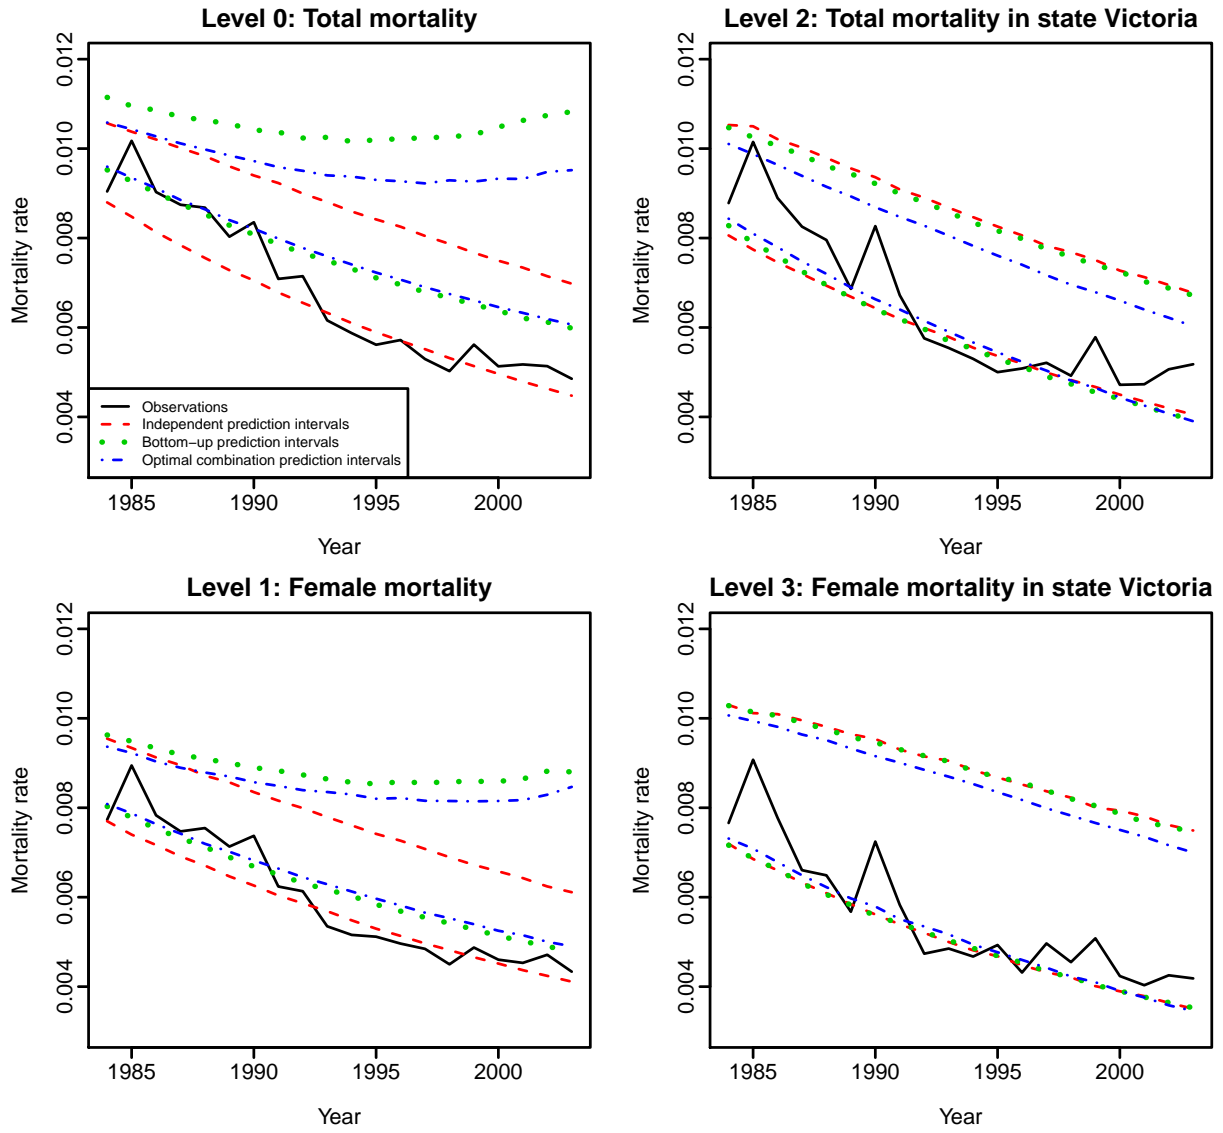 Level 0: Total mortality
Mortality rate
0.012
0.010
0.008
0.006
0.004
Observations
Independent prediction intervals
Bottom−up prediction intervals
Optimal combination prediction intervals
1985
1990
1995
2000
Year
Level 2: Total mortality in state Victoria
Mortality rate
0.012
0.010
0.008
0.006
0.004
1985
1990
1995
2000
Year
Level 1: Female mortality
Mortality rate
0.012
0.010
0.008
0.006
0.004
1985
1990
1995
2000
Year
Level 3: Female mortality in state Victoria
Mortality rate
0.012
0.010
0.008
0.006
0.004
1985
1990
1995
2000
Year